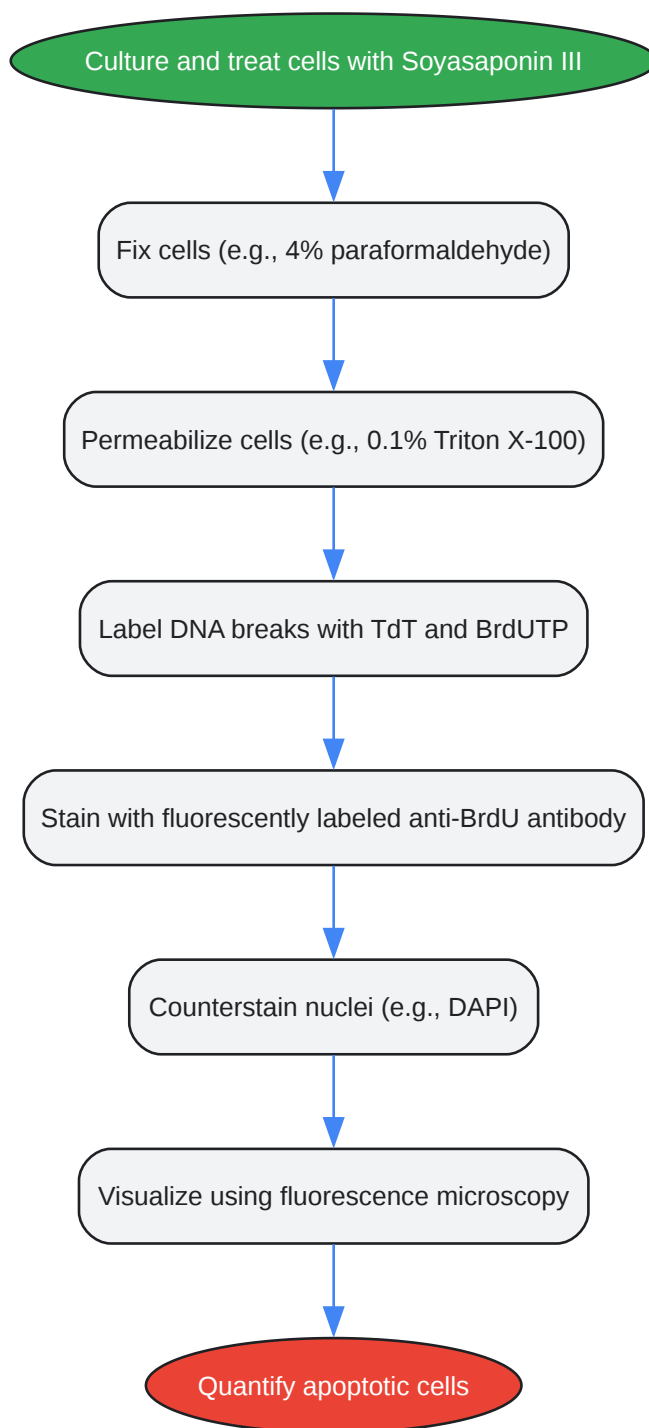 Culture and treat cells with Soyasaponin III
Fix cells (e.g., 4% paraformaldehyde)
Permeabilize cells (e.g., 0.1% Triton X-100)
Label DNA breaks with TdT and BrdUTP
Stain with fluorescently labeled anti-BrdU antibody
Counterstain nuclei (e.g., DAPI)
Visualize using fluorescence microscopy
Quantify apoptotic cells